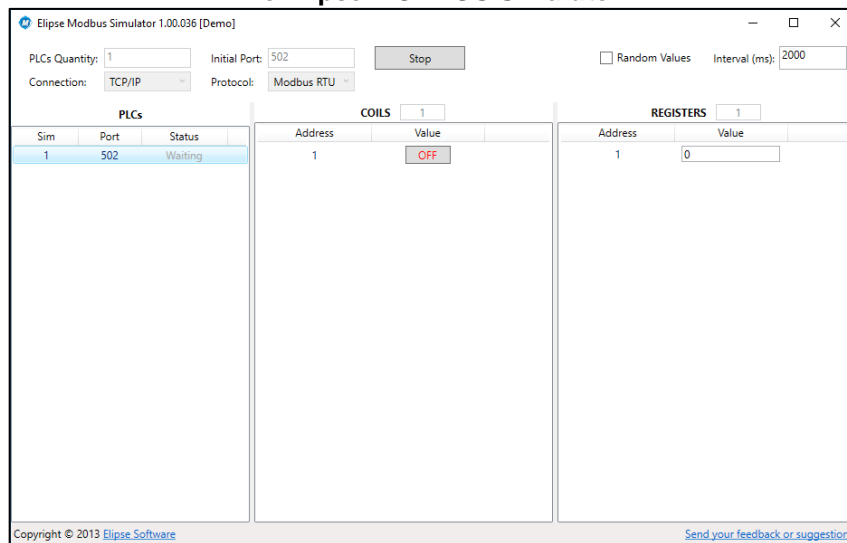 Elipse Modbus Simulator 1.00.036 [Demo]
PLCs Quantity: 1 Initial Port: 502 Stop Random Values Interval (ms): 2000
Connection: TCP/IP Protocol: Modbus RTU
PLCs COILS 1 REGISTERS 1
Sim Port Status Address Value Address Value
1 502 Waiting 1 OFF 1 0
Copyright © 2013 Elipse Software Send your feedback or suggestion